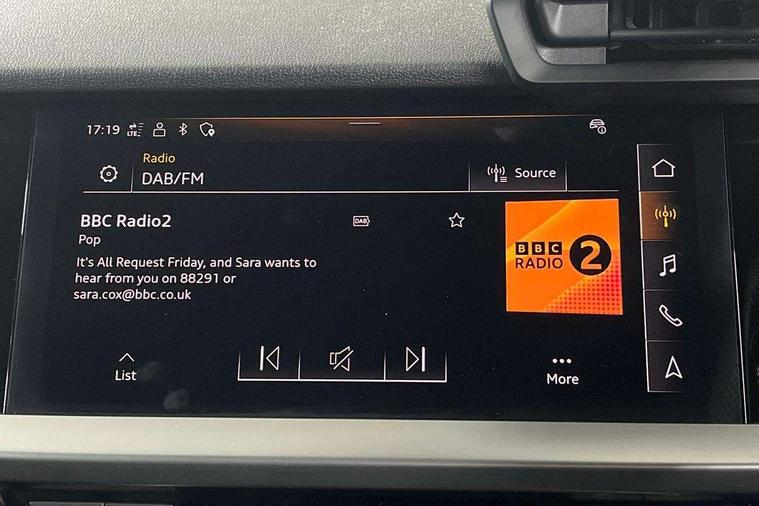 17:19 LTE
Radio
DAB/FM
Source
BBC Radio2
DAB
Pop
It's All Request Friday, and Sara wants to
hear from you on 88291 or
sara.cox@bbc.co.uk
BBC
RADIO 2
List
More